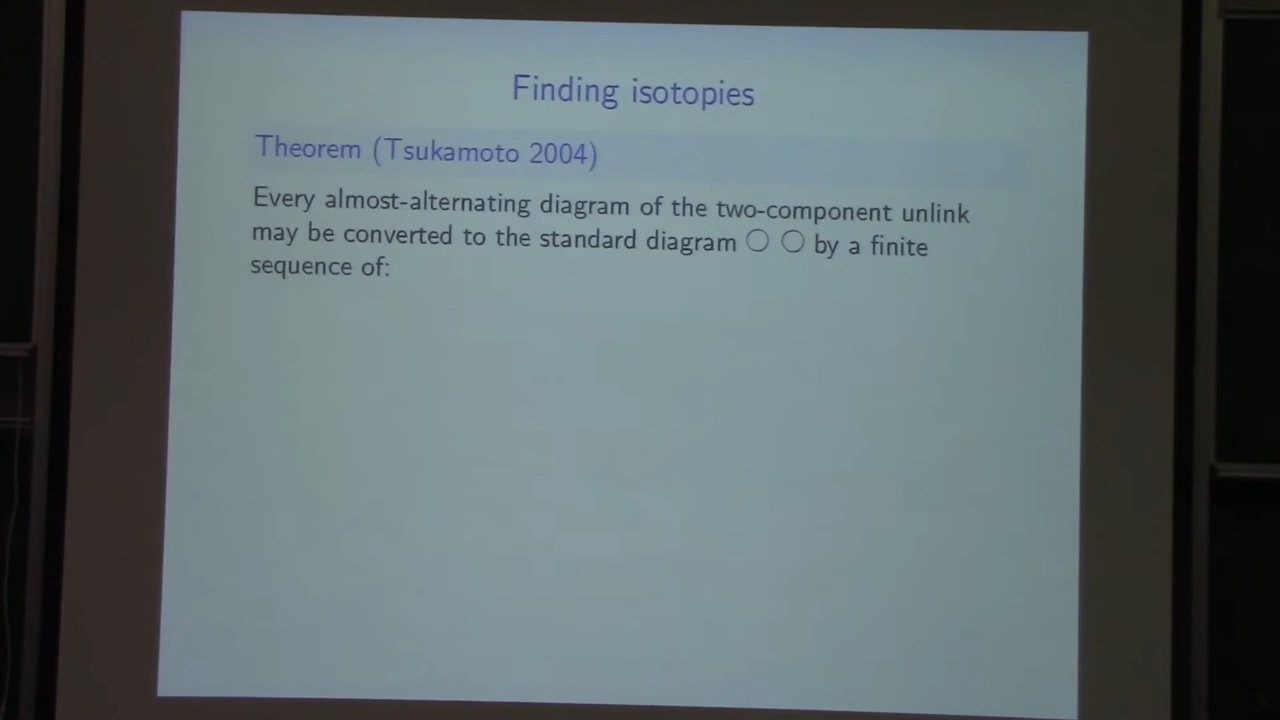 Finding isotopies
Theorem (Tsukamoto 2004)
Every almost-alternating diagram of the two-component unlink
may be converted to the standard diagram ○ ○ by a finite
sequence of: